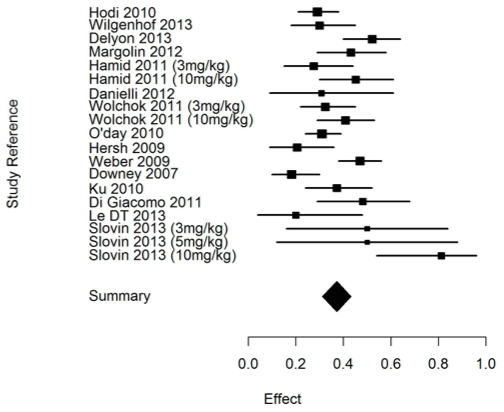 Study Reference
Hodi 2010
Wilgenhof 2013
Delyon 2013
Margolin 2012
Hamid 2011 (3mg/kg)
Hamid 2011 (10mg/kg)
Danielli 2012
Wolchok 2011 (3mg/kg)
Wolchok 2011 (10mg/kg)
O'day 2010
Hersh 2009
Weber 2009
Downey 2007
Ku 2010
Di Giacomo 2011
Le DT 2013
Slovin 2013 (3mg/kg)
Slovin 2013 (5mg/kg)
Slovin 2013 (10mg/kg)
Summary
0.0 0.2 0.4 0.6 0.8 1.0
Effect